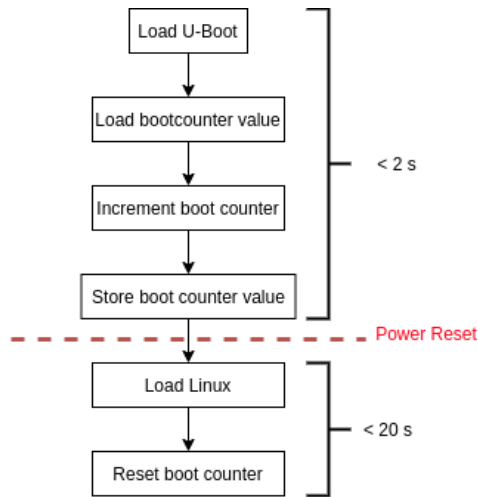 Load U-Boot
Load bootcounter value
< 2 s
Increment boot counter
Store boot counter value
Power Reset
Load Linux
< 20 s
Reset boot counter